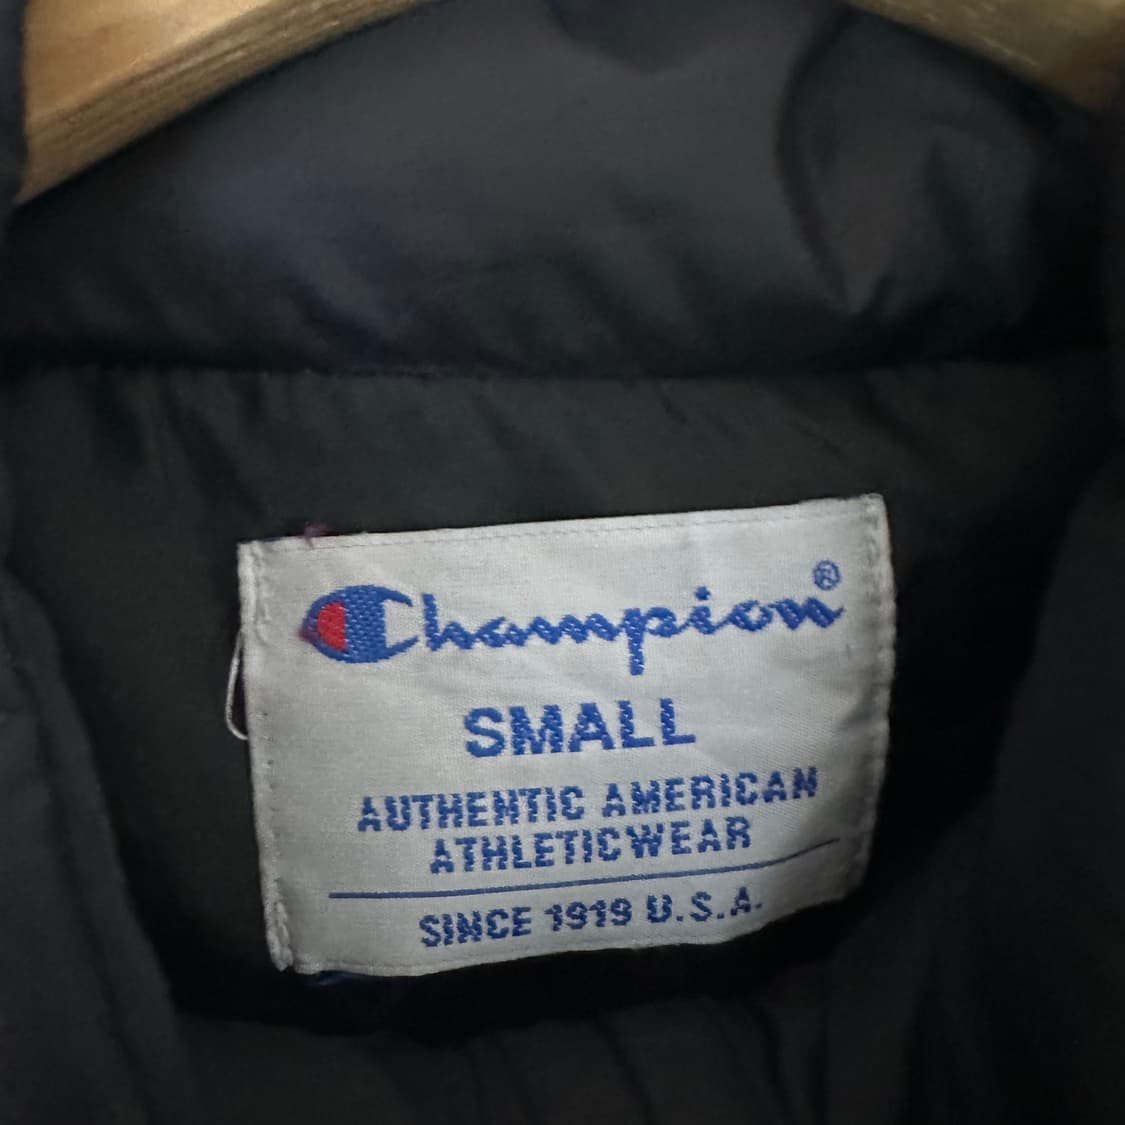 Champion®
SMALL
AUTHENTIC AMERICAN
ATHLETICWEAR
SINCE 1919 U.S.A.